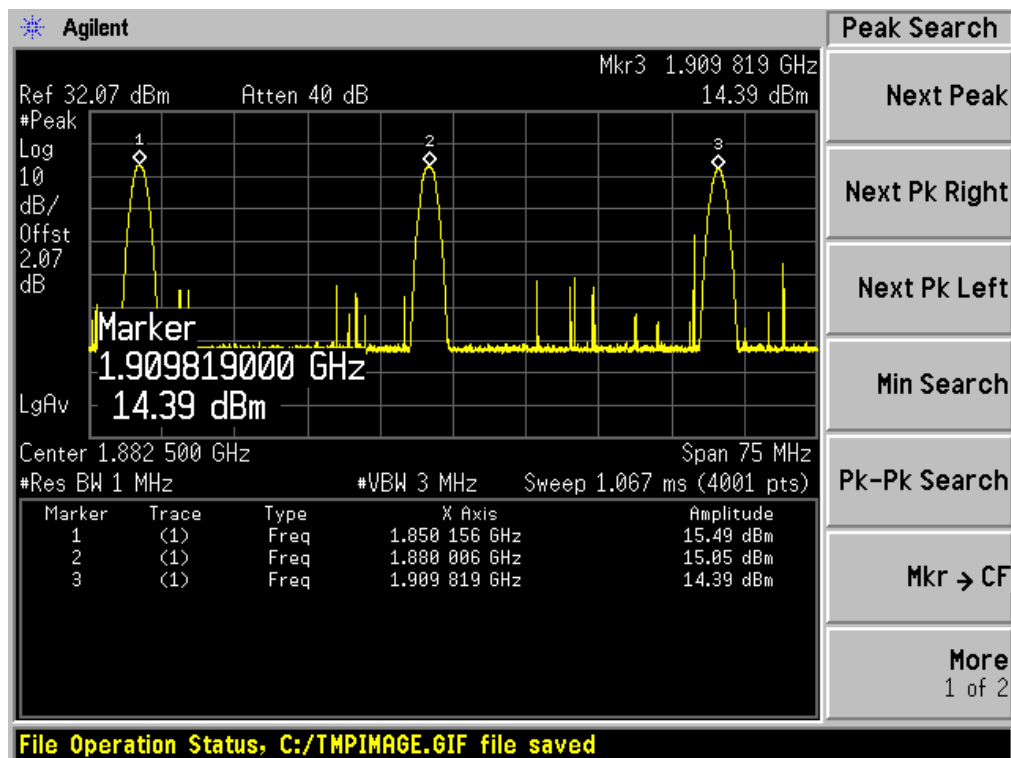 Agilent
Peak Search
Mkr3 1.909 819 GHz
Ref 32.07 dBm Atten 40 dB 14.39 dBm
#Peak
Log
10
dB/
Offst
2.07
dB
1
2
3
Marker
1.909819000 GHz
14.39 dBm
LgAv
Center 1.882 500 GHz Span 75 MHz
#Res BW 1 MHz #VBW 3 MHz Sweep 1.067 ms (4001 pts)
Marker Trace Type X Axis Amplitude
1 (1) Freq 1.850 156 GHz 15.49 dBm
2 (1) Freq 1.880 006 GHz 15.05 dBm
3 (1) Freq 1.909 819 GHz 14.39 dBm
Next Peak
Next Pk Right
Next Pk Left
Min Search
Pk-Pk Search
Mkr → CF
More
1 of 2
File Operation Status, C:/TMPIMAGE.GIF file saved